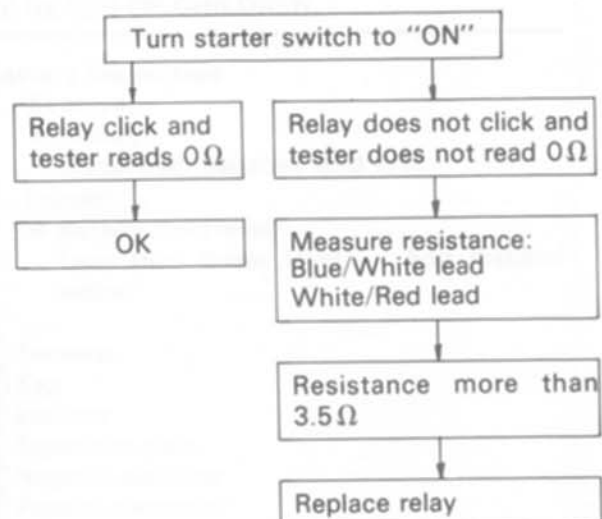 Turn starter switch to "ON"
Relay click and
tester reads 0Ω
Relay does not click and
tester does not read 0Ω
OK
Measure resistance:
Blue/White lead
White/Red lead
Resistance more than
3.5Ω
Replace relay